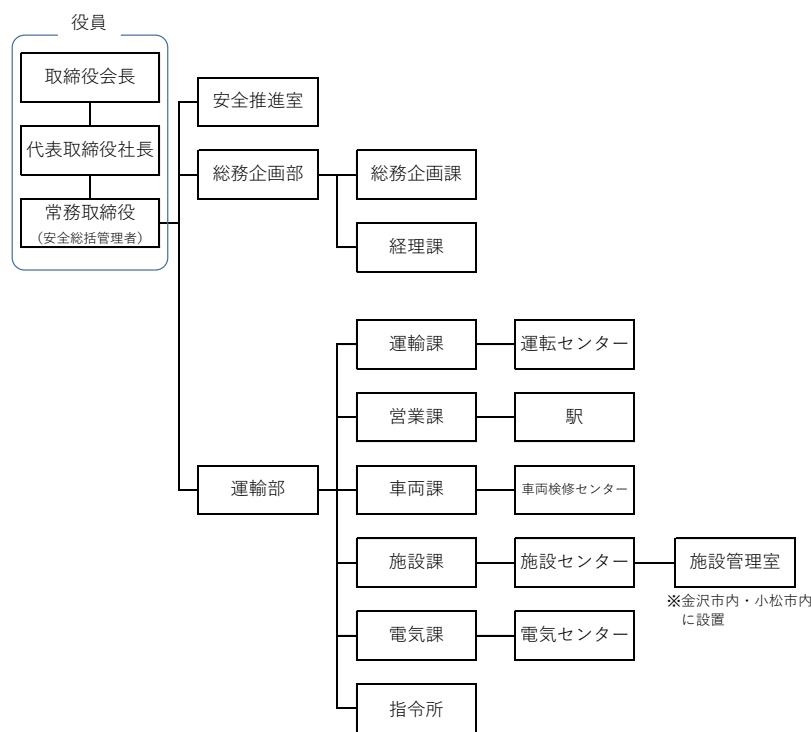 役員
取締役会長
代表取締役社長
常務取締役
（安全総括管理者）
安全推進室
総務企画部
総務企画課
経理課
運輸部
運輸課
運転センター
営業課
駅
車両課
車両検修センター
施設課
施設センター
施設管理室
※金沢市内・小松市内
に設置
電気課
電気センター
指令所